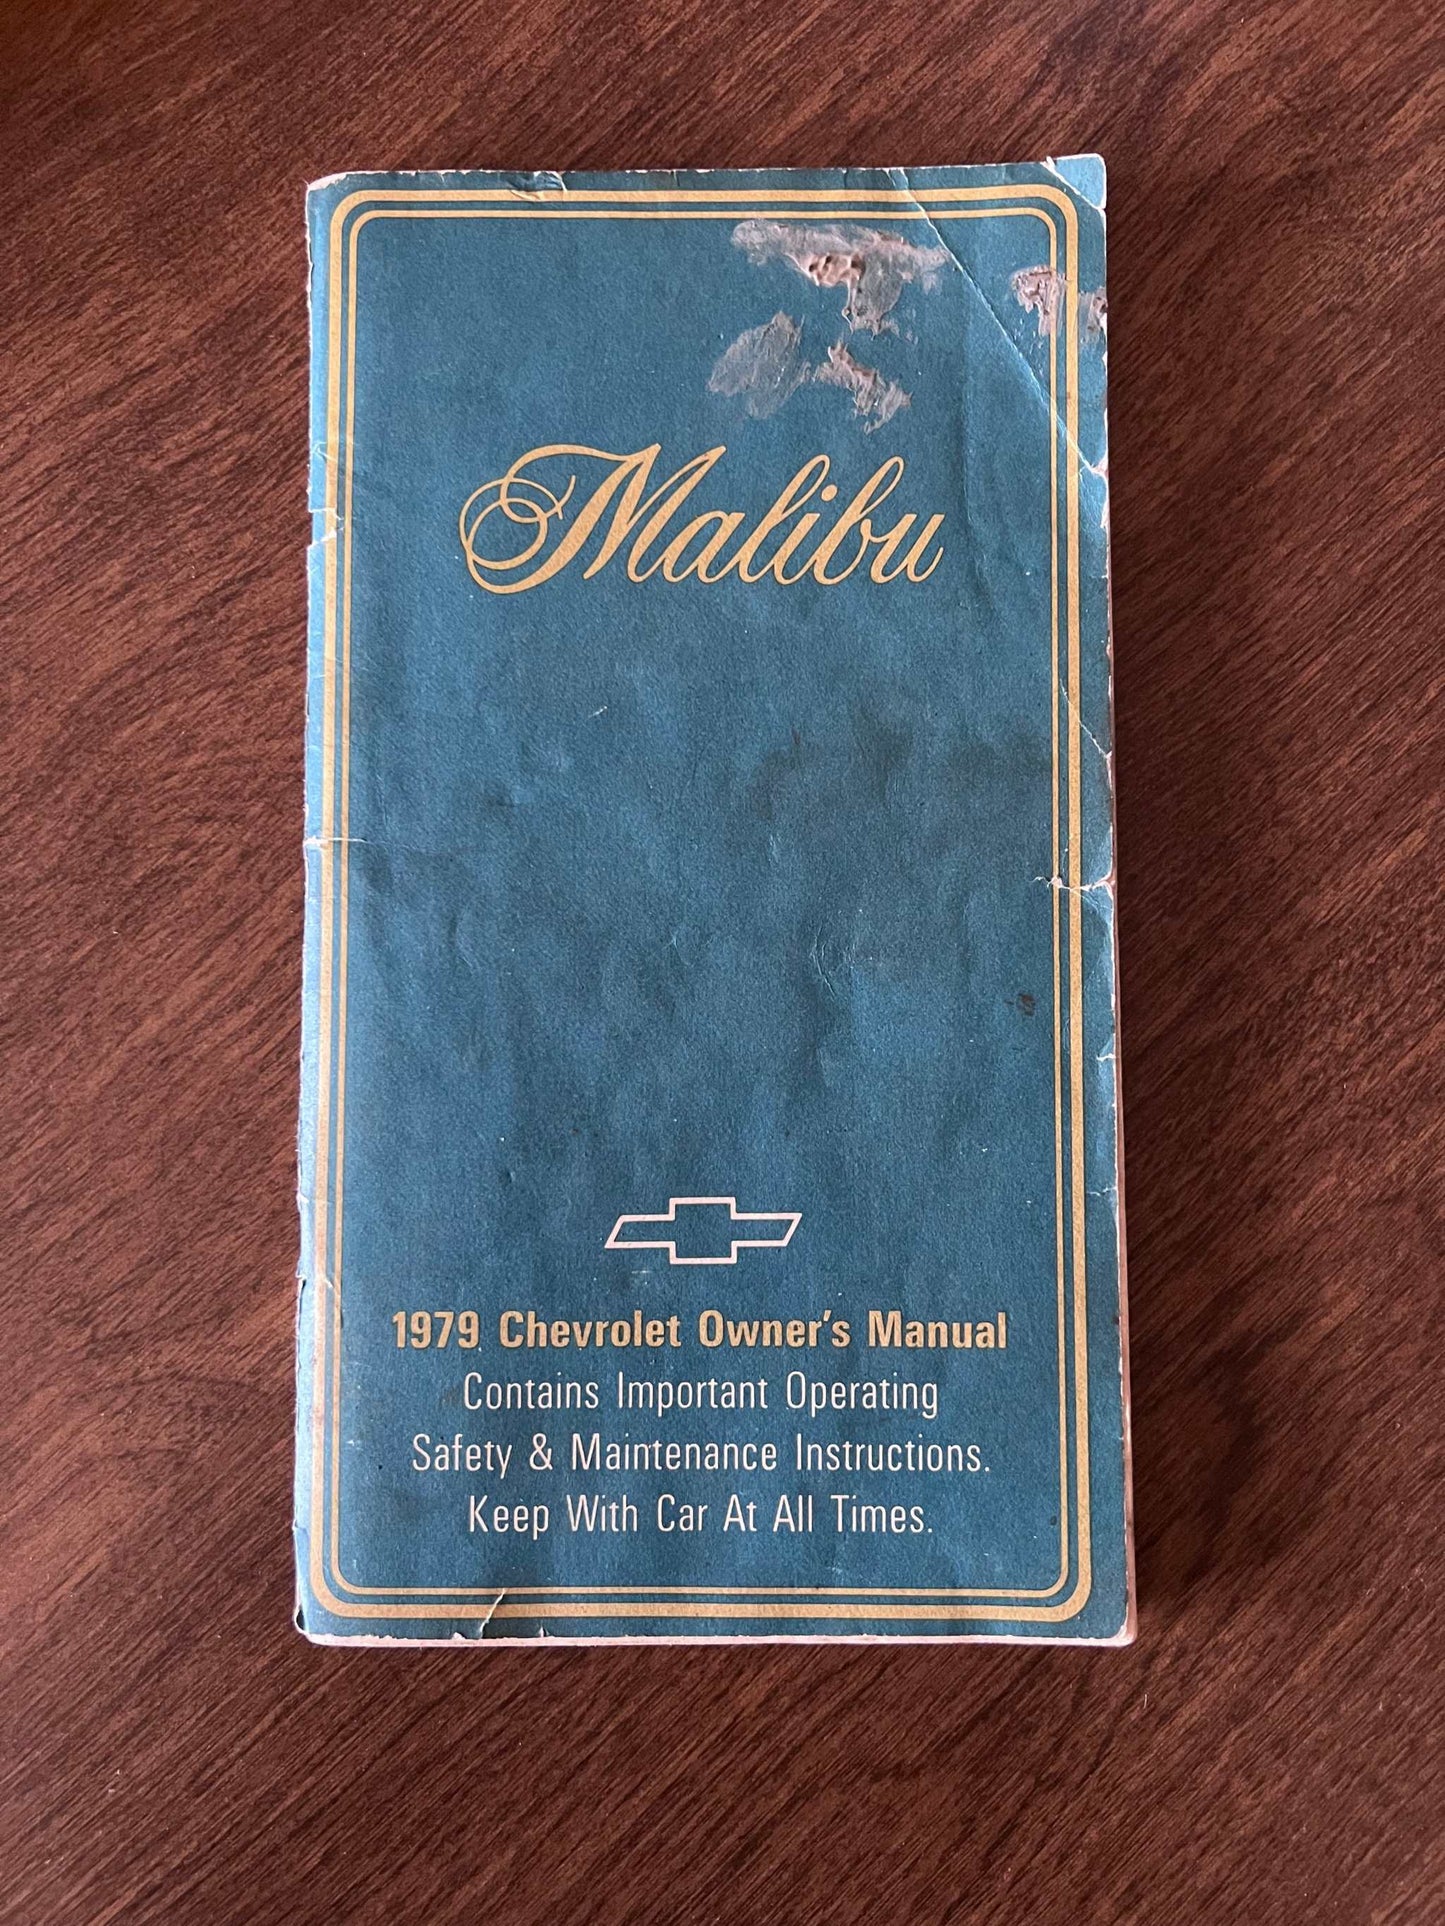 Malibu
1979 Chevrolet Owner's Manual
Contains Important Operating
Safety & Maintenance Instructions.
Keep With Car At All Times.